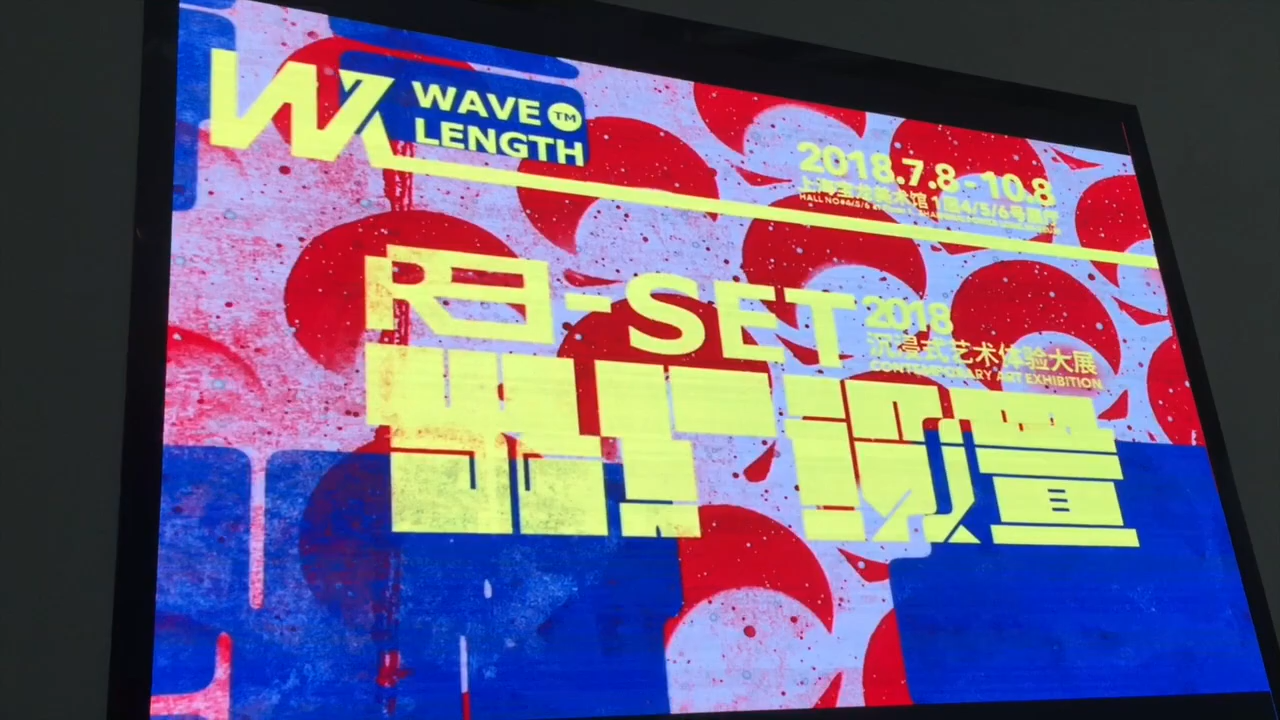 WAVE TM
LENGTH
2018.7.8-10.8
上海宝龙美术馆1层4/5/6号展厅
RE-SET
2018
沉浸式艺术体验大展
CONTEMPORARY ART EXHIBITION
设置